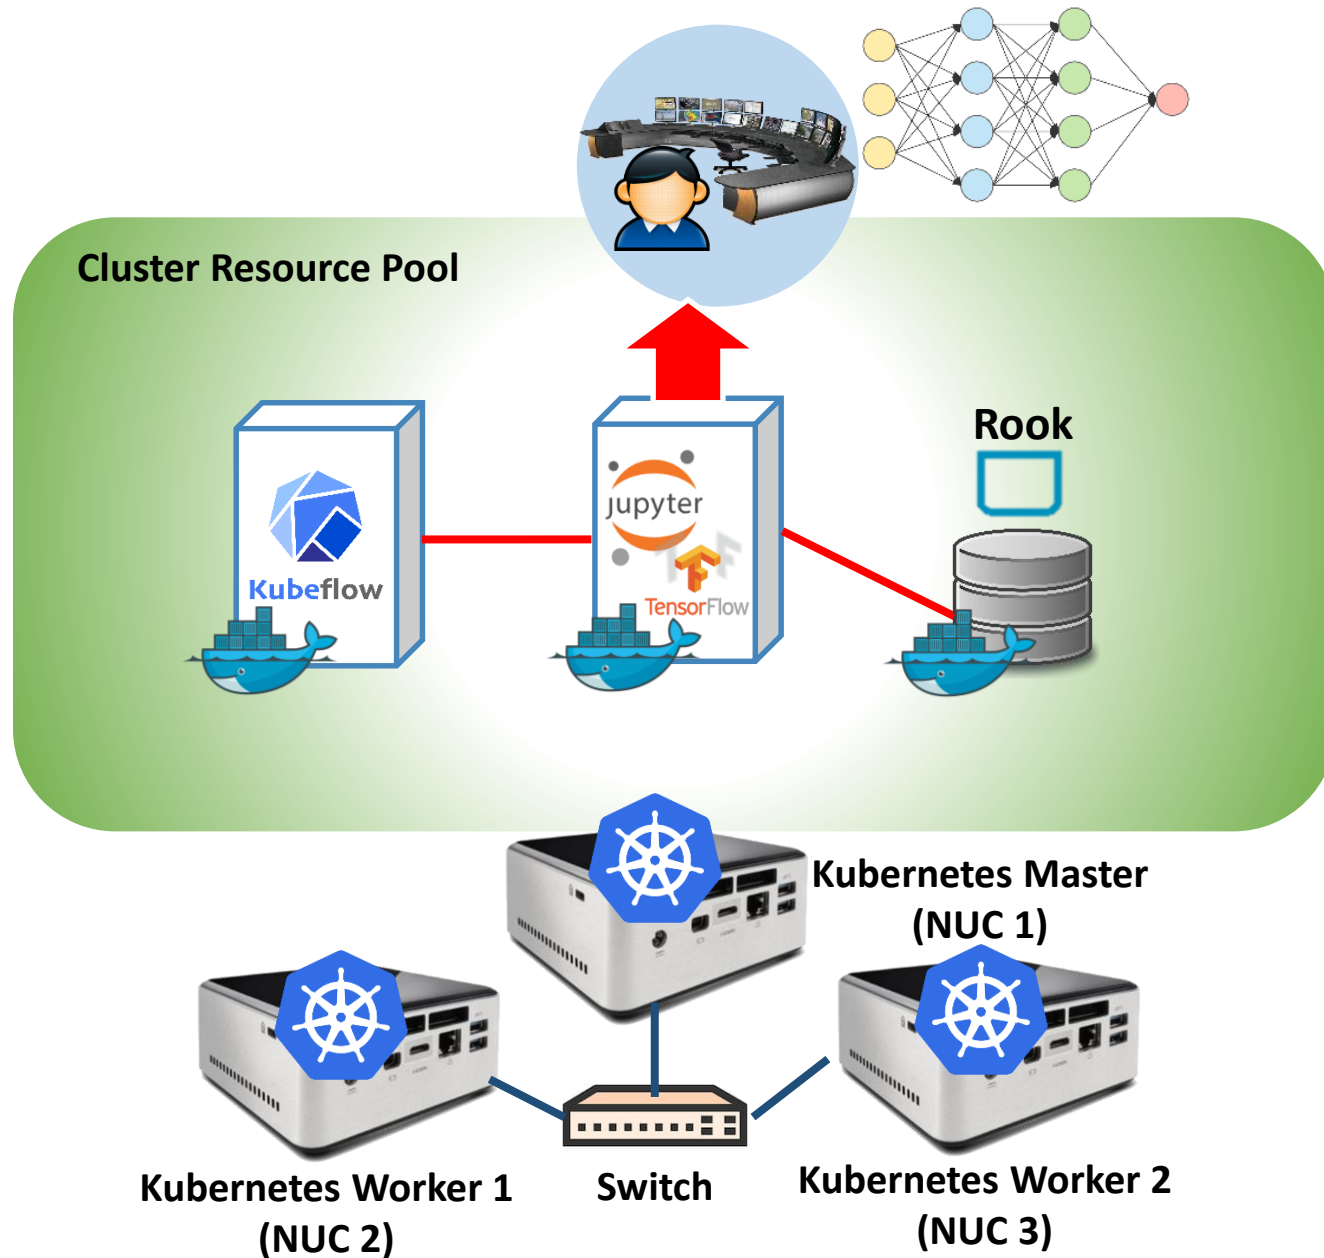 Cluster Resource Pool
Rook
Kubeflow
jupyter
TensorFlow
Kubernetes Master
(NUC 1)
Kubernetes Worker 1
(NUC 2)
Switch
Kubernetes Worker 2
(NUC 3)